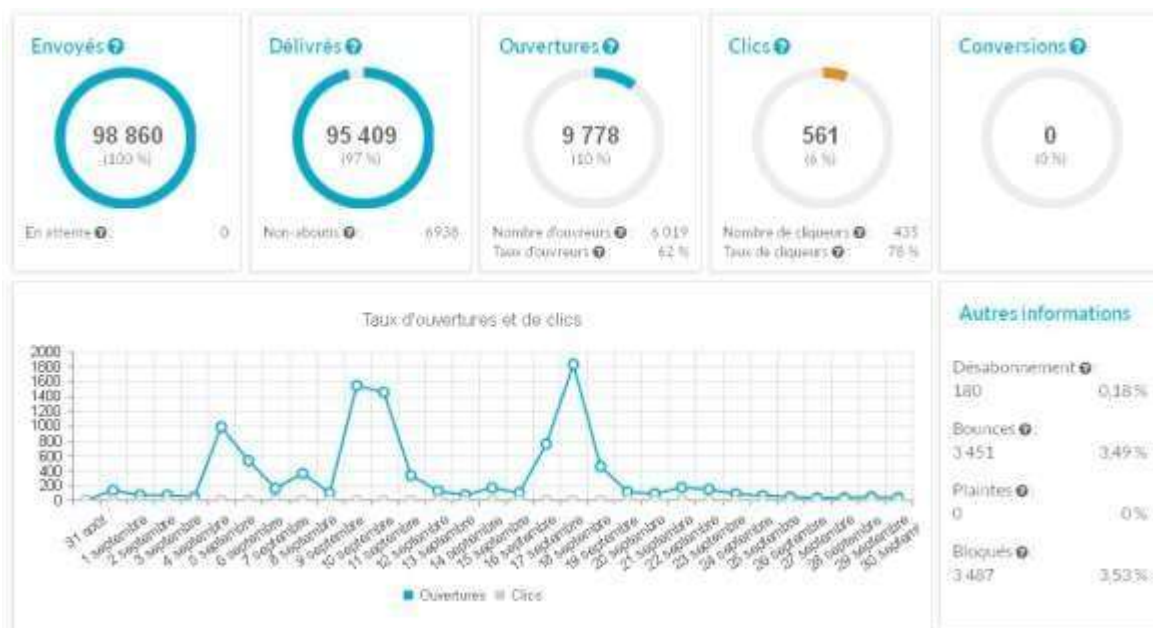 Envoyés
98 860
(100 %)
En attente : 0
Délivrés
95 409
(97 %)
Non-aboutis : 6938
Ouvertures
9 778
(10 %)
Nombre d'ouvreurs : 6 019
Taux d'ouvreurs : 62 %
Clics
561
(6 %)
Nombre de cliqueurs : 435
Taux de cliqueurs : 78 %
Conversions
0
(0 %)
Taux d'ouvertures et de clics
2000
1800
1600
1400
1200
1000
800
600
400
200
0
31 août
1 septembre
2 septembre
3 septembre
4 septembre
5 septembre
6 septembre
7 septembre
8 septembre
9 septembre
10 septembre
11 septembre
12 septembre
13 septembre
14 septembre
15 septembre
16 septembre
17 septembre
18 septembre
19 septembre
20 septembre
21 septembre
22 septembre
23 septembre
24 septembre
25 septembre
26 septembre
27 septembre
28 septembre
29 septembre
30 septembre
Ouvertures Clics
Autres informations
Désabonnement :
180 0,18 %
Bounces :
3 451 3,49 %
Plaintes
0 0 %
Bloqués
3 487 3,53 %